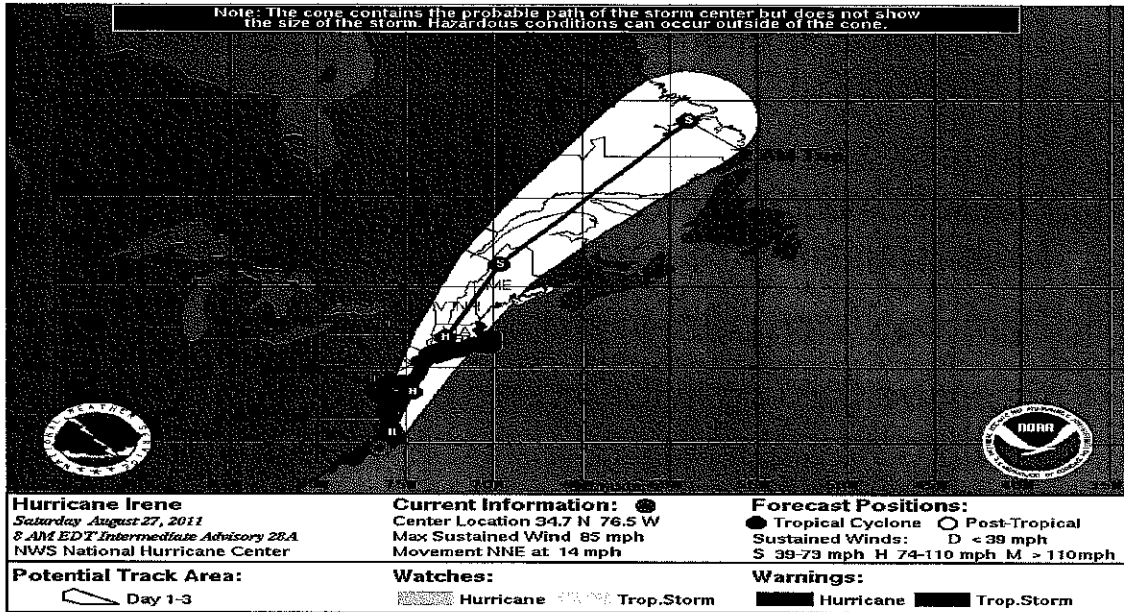 Note: The cone contains the probable path of the storm center but does not show
the size of the storm. Hazardous conditions can occur outside of the cone.
S
S
ME
H
H
NOAA
Hurricane Irene
Saturday August 27, 2011
8 AM EDT Intermediate Advisory 28A
NWS National Hurricane Center
Current Information:
Center Location 34.7 N 76.5 W
Max Sustained Wind 85 mph
Movement NNE at 14 mph
Forecast Positions:
Tropical Cyclone Post-Tropical
Sustained Winds: D < 39 mph
S 39-73 mph H 74-110 mph M > 110mph
Potential Track Area:
Day 1-3
Watches:
Hurricane Trop.Storm
Warnings:
Hurricane Trop.Storm